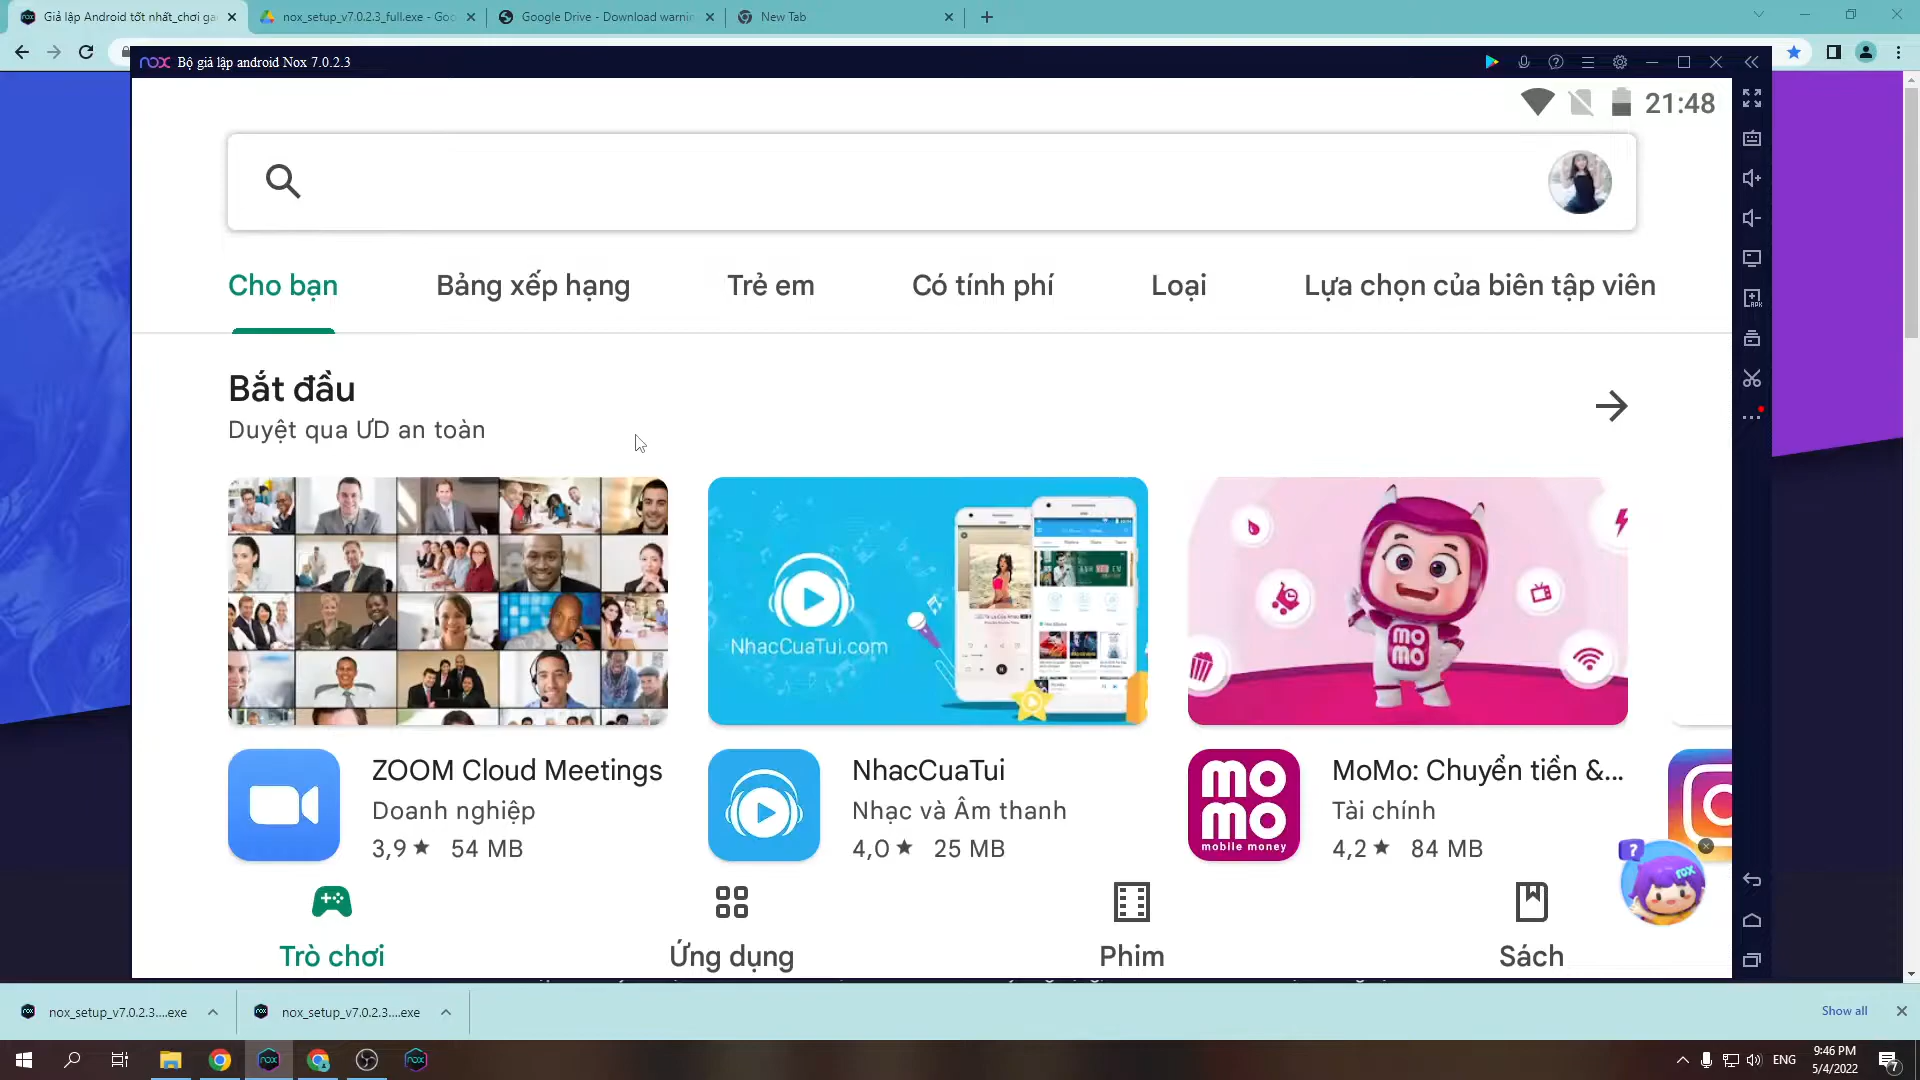 Giả lập Android tốt nhất_chơi ga
nox_setup_v7.0.2.3_full.exe - Goo
Google Drive - Download warnin
New Tab
nox Bộ giả lập android Nox 7.0.2.3
21:48
Cho bạn
Bảng xếp hạng
Trẻ em
Có tính phí
Loại
Lựa chọn của biên tập viên
Bắt đầu
Duyệt qua ƯD an toàn
NhacCuaTui.com
MO
MO
ZOOM Cloud Meetings
Doanh nghiệp
3,9 ★ 54 MB
NhacCuaTui
Nhạc và Âm thanh
4,0 ★ 25 MB
mo
mo
mobile money
MoMo: Chuyển tiền &...
Tài chính
4,2 ★ 84 MB
?
nox
Trò chơi
Ứng dụng
Phim
Sách
nox_setup_v7.0.2.3....exe
nox_setup_v7.0.2.3....exe
Show all
ENG
9:46 PM
5/4/2022
7